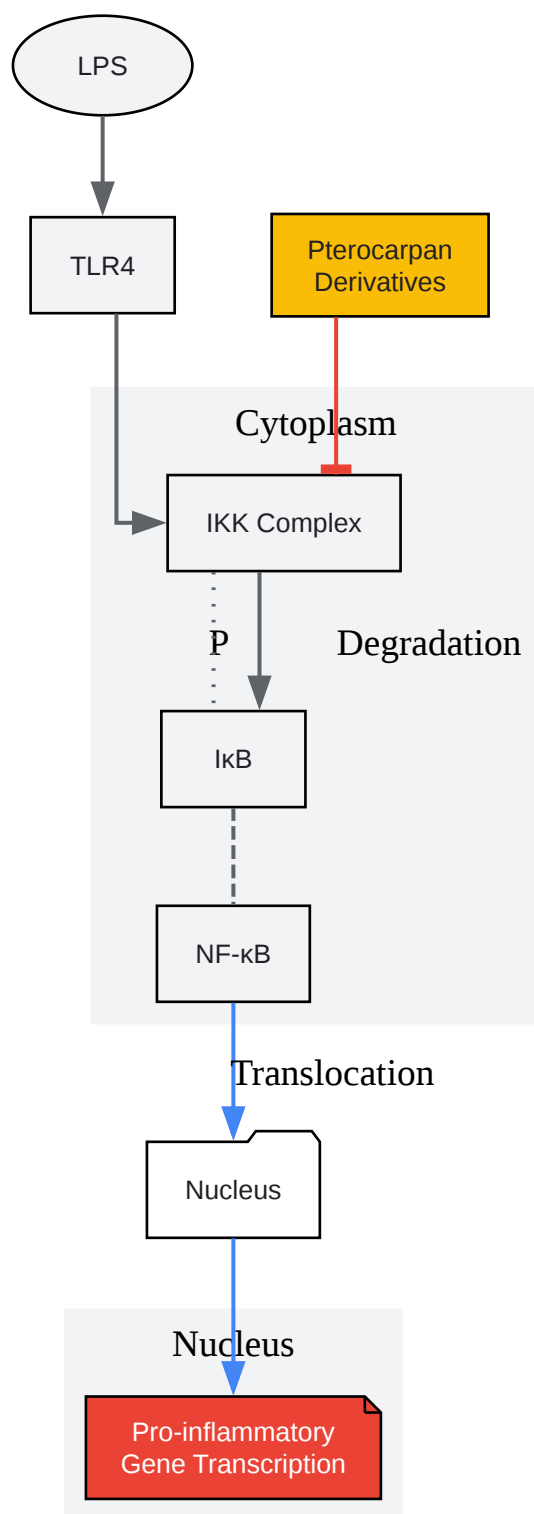 LPS
TLR4
Pterocarpan
Derivatives
Cytoplasm
IKK Complex
P
Degradation
IκB
NF-κB
Translocation
Nucleus
Nucleus
Pro-inflammatory
Gene Transcription